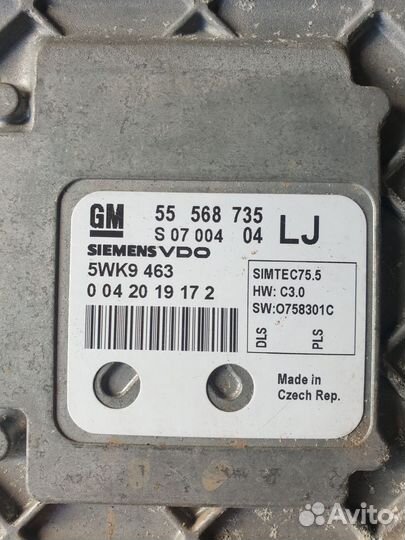 GM 55 568 735
S 07 004 04 LJ
SIEMENS VDO
5WK9 463
0 04 20 19 17 2
SIMTEC75.5
HW: C3.0
SW:O758301C
DLS
PLS
Made in
Czech Rep.
Avito